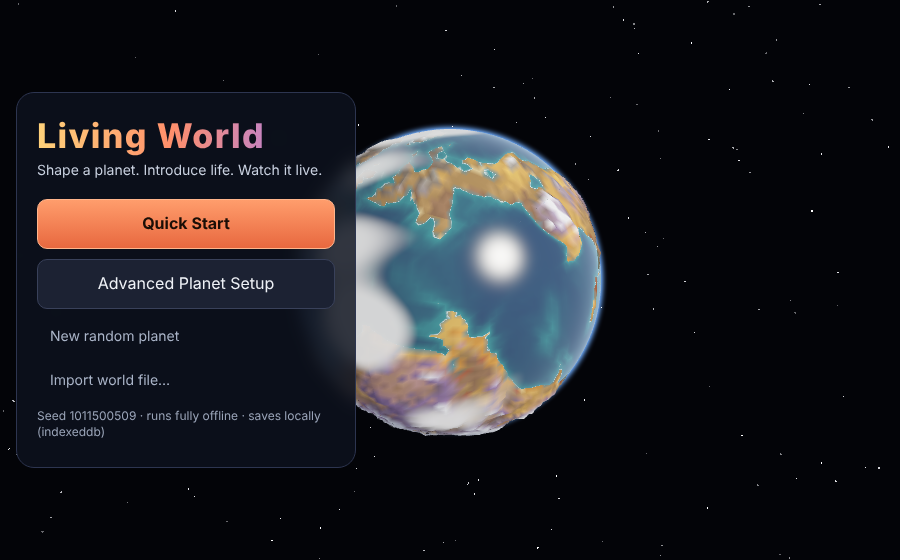 Living World
Shape a planet. Introduce life. Watch it live.
Quick Start
Advanced Planet Setup
New random planet
Import world file...
Seed 1011500509 · runs fully offline · saves locally
(indexeddb)